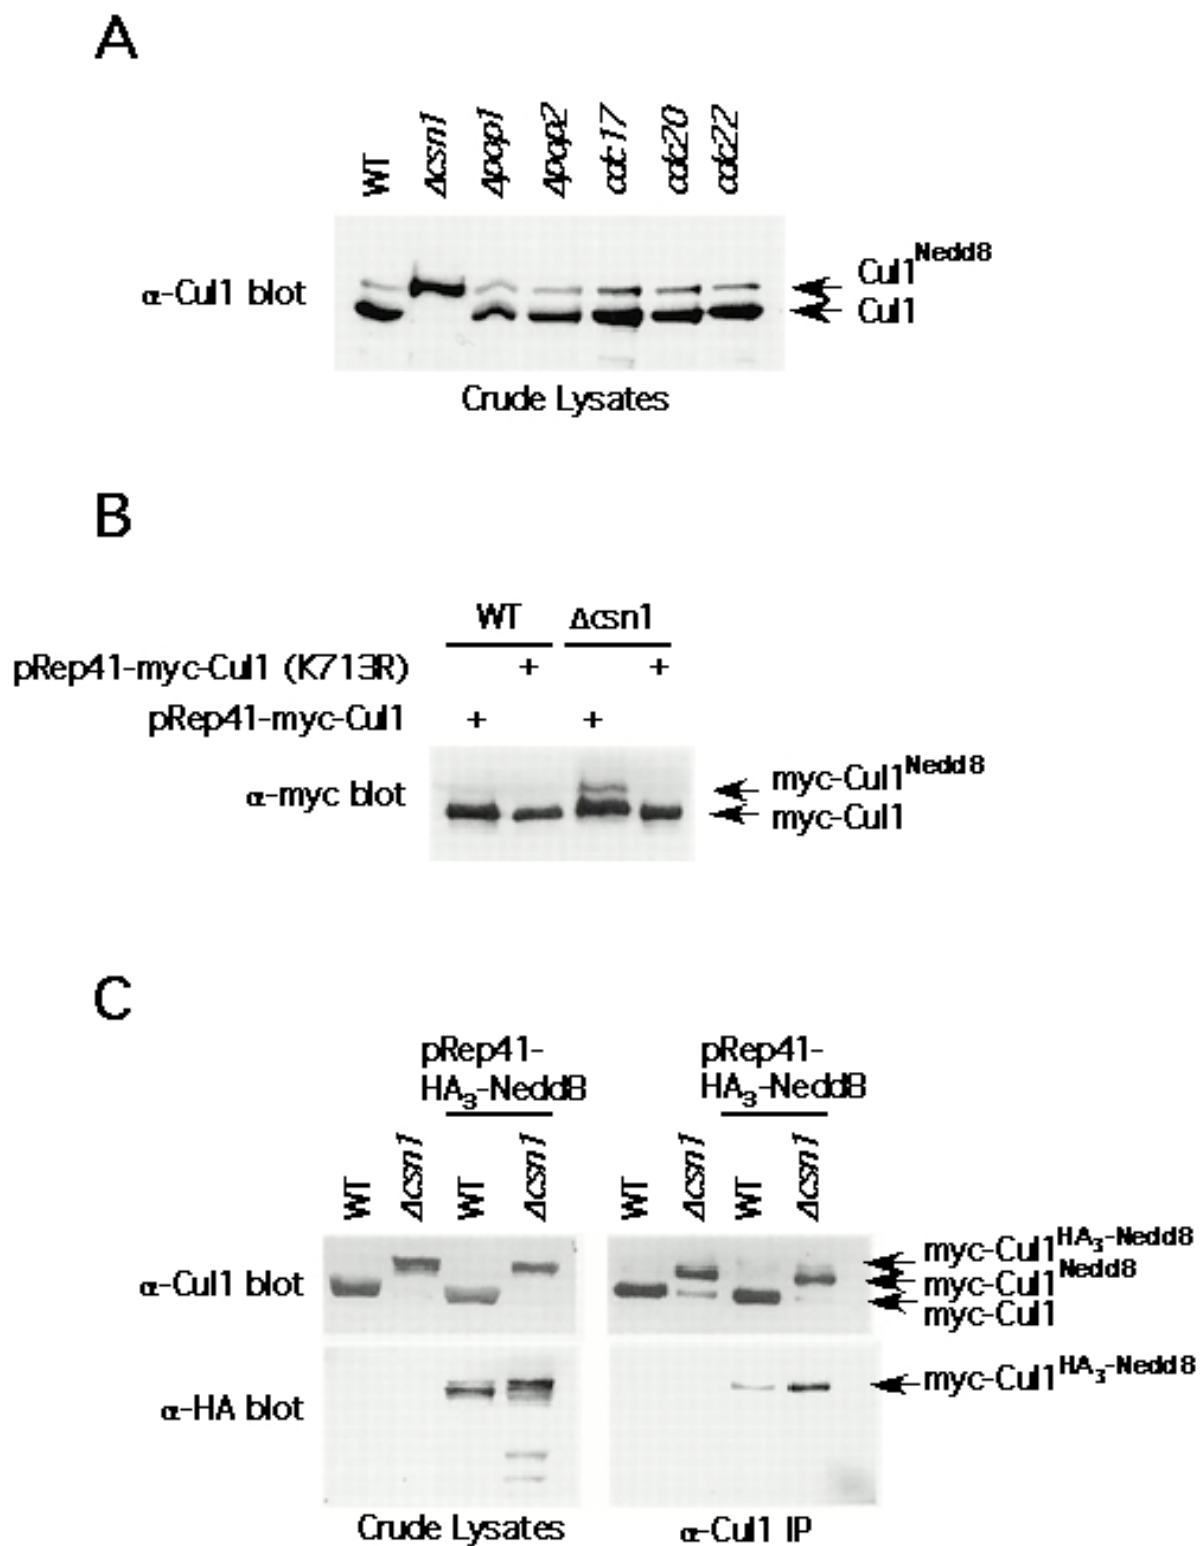 A
WT Δcsn1 Δpop1 Δpop2 cdc17 cdc20 cdc22
α-Cul1 blot
Cul1Nedd8
Cul1
Crude Lysates
B
WT Δcsn1
pRep41-myc-Cul1 (K713R) + +
pRep41-myc-Cul1 + +
α-myc blot
myc-Cul1Nedd8
myc-Cul1
C
pRep41- pRep41-
HA3-Nedd8 HA3-Nedd8
WT Δcsn1 WT Δcsn1 WT Δcsn1 WT Δcsn1
α-Cul1 blot
myc-Cul1HA3-Nedd8
myc-Cul1Nedd8
myc-Cul1
α-HA blot
myc-Cul1HA3-Nedd8
Crude Lysates α-Cul1 IP